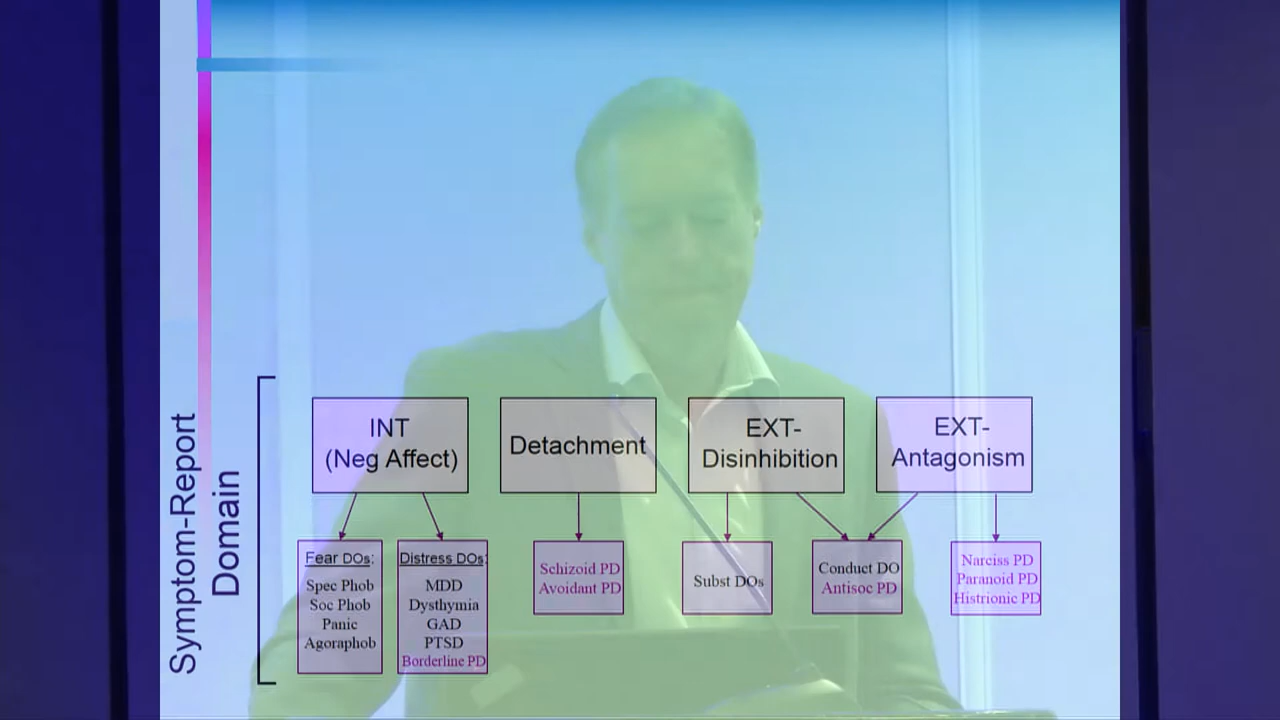 Symptom-Report
Domain
INT
(Neg Affect)
Detachment
EXT-
Disinhibition
EXT-
Antagonism
Fear DOs:
Spec Phob
Soc Phob
Panic
Agoraphob
Distress DOs:
MDD
Dysthymia
GAD
PTSD
Borderline PD
Schizoid PD
Avoidant PD
Subst DOs
Conduct DO
Antisoc PD
Narciss PD
Paranoid PD
Histrionic PD